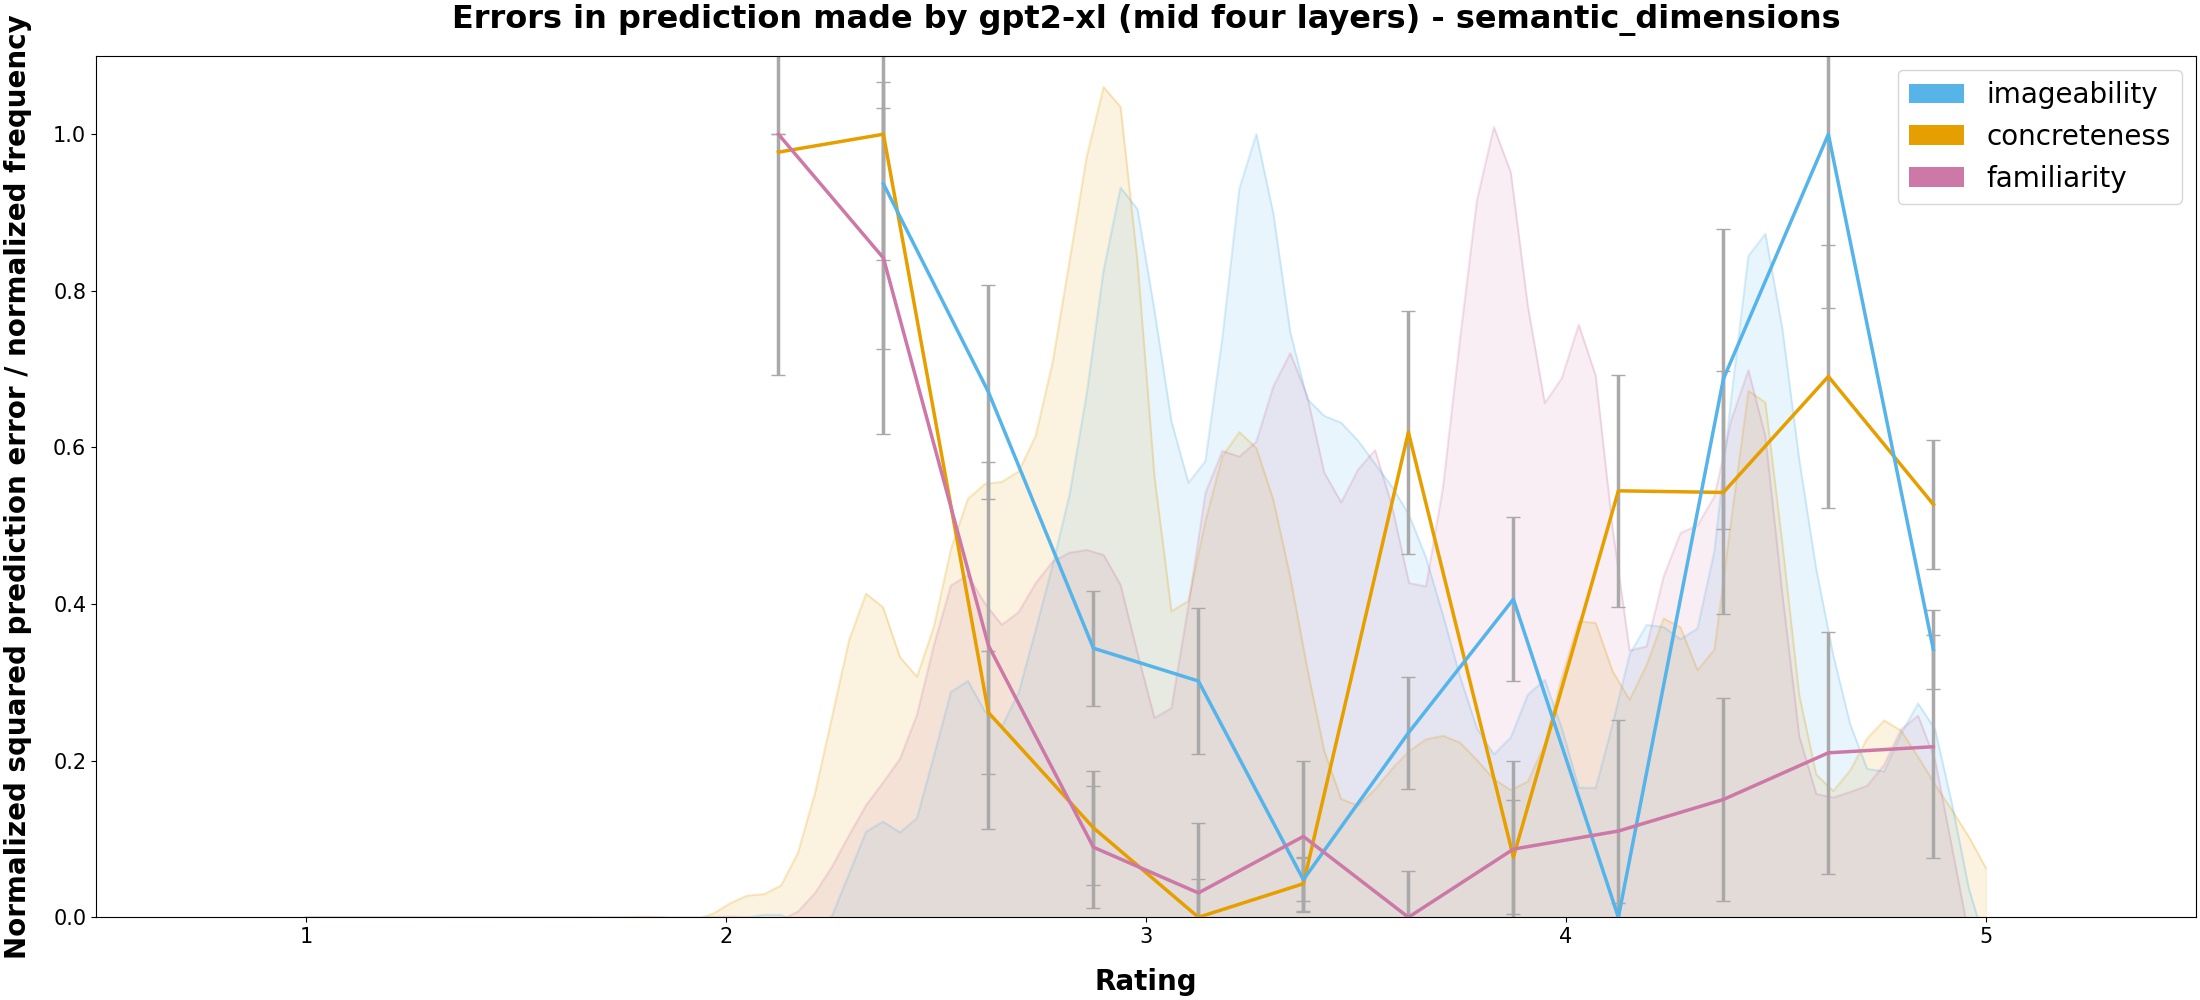 Errors in prediction made by gpt2-xl (mid four layers) - semantic_dimensions
Normalized squared prediction error / normalized frequency
1.0
0.8
0.6
0.4
0.2
0.0
imageability
concreteness
familiarity
1 2 3 4 5
Rating